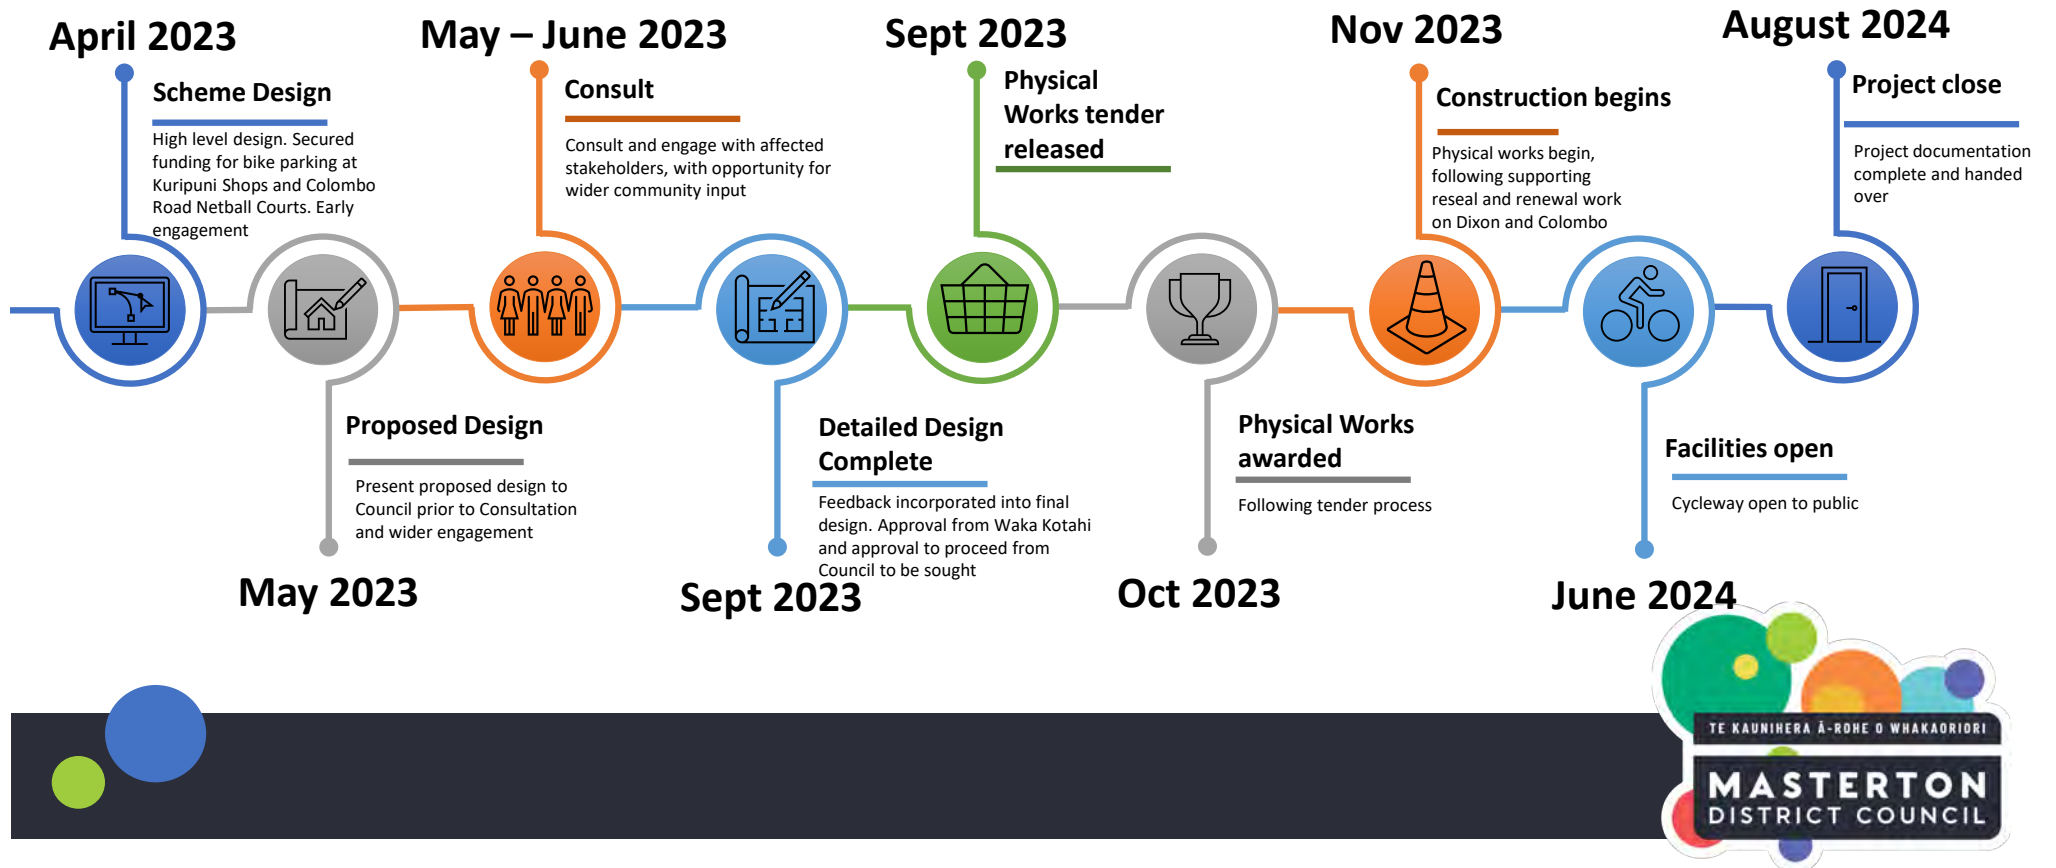 April 2023
Scheme Design
High level design. Secured
funding for bike parking at
Kuripuni Shops and Colombo
Road Netball Courts. Early
engagement
May 2023
Proposed Design
Present proposed design to
Council prior to Consultation
and wider engagement
May – June 2023
Consult
Consult and engage with affected
stakeholders, with opportunity for
wider community input
Sept 2023
Detailed Design
Complete
Feedback incorporated into final
design. Approval from Waka Kotahi
and approval to proceed from
Council to be sought
Sept 2023
Physical
Works tender
released
Oct 2023
Physical Works
awarded
Following tender process
Nov 2023
Construction begins
Physical works begin,
following supporting
reseal and renewal work
on Dixon and Colombo
June 2024
Facilities open
Cycleway open to public
August 2024
Project close
Project documentation
complete and handed
over
TE KAUNIHERA Ā-ROHE O WHAKAORIORI
MASTERTON
DISTRICT COUNCIL